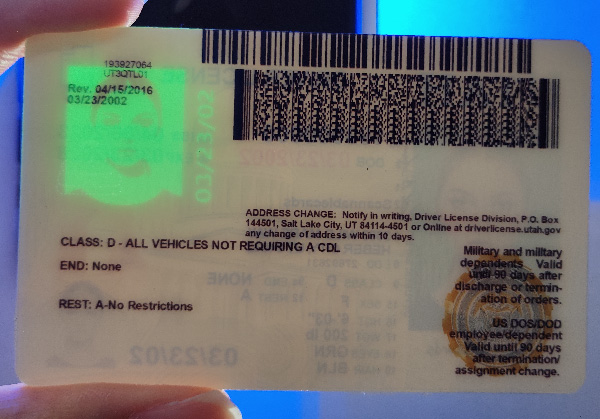 193927064
UT3QTL01
Rev. 04/15/2016
03/23/2002
03/23/02
ADDRESS CHANGE: Notify in writing, Driver License Division, P.O. Box
144501, Salt Lake City, UT 84114-4501 or Online at driverlicense.utah.gov
any change of address within 10 days.
CLASS: D - ALL VEHICLES NOT REQUIRING A CDL
END: None
REST: A-No Restrictions
Military and military
dependents Valid
until 90 days after
discharge or termin-
ation of orders.
US DOS/DOD
employee/dependent
Valid until 90 days
after termination/
assignment change.